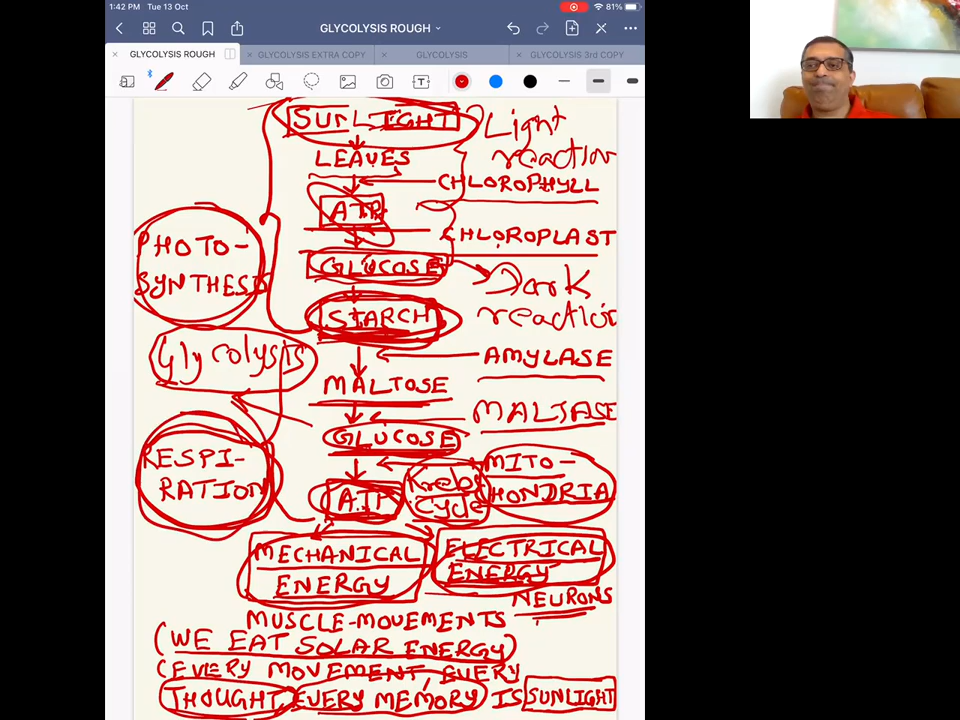 1:42 PM Tue 13 Oct
81%
GLYCOLYSIS ROUGH
GLYCOLYSIS ROUGH
GLYCOLYSIS EXTRA COPY
GLYCOLYSIS
GLYCOLYSIS 3rd COPY
SUNLIGHT
Light
reaction
LEAVES
CHLOROPHYLL
ATP
CHLOROPLAST
PHOTO-
SYNTHESIS
GLUCOSE
Dark
reaction
STARCH
Glycolysis
AMYLASE
MALTOSE
MALTASE
GLUCOSE
RESPI-
RATION
MITO-
CHONDRIA
Krebs
Cycle
ATP
MECHANICAL
ENERGY
ELECTRICAL
ENERGY
NEURONS
MUSCLE-MOVEMENTS
(WE EAT SOLAR ENERGY)
(EVERY MOVEMENT, EVERY
THOUGHT, EVERY MEMORY IS SUNLIGHT